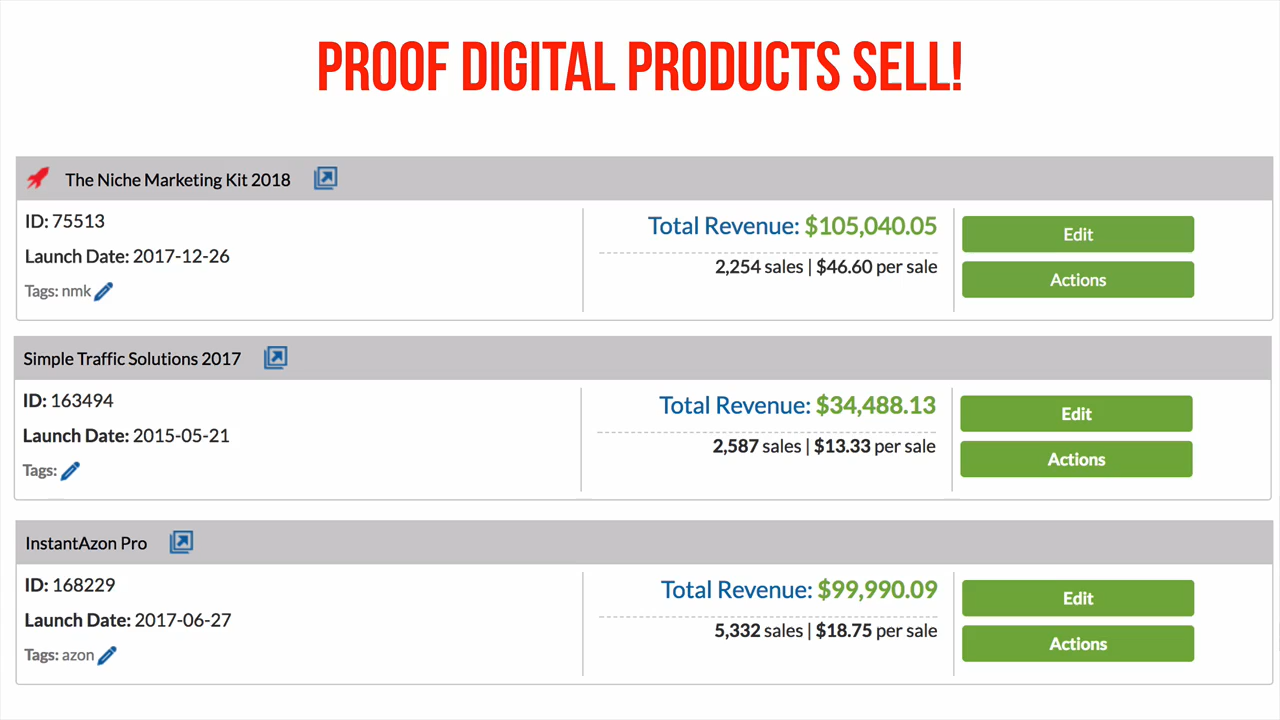 PROOF DIGITAL PRODUCTS SELL!
The Niche Marketing Kit 2018
ID: 75513
Launch Date: 2017-12-26
Tags: nmk
Total Revenue: $105,040.05
2,254 sales | $46.60 per sale
Edit
Actions
Simple Traffic Solutions 2017
ID: 163494
Launch Date: 2015-05-21
Tags:
Total Revenue: $34,488.13
2,587 sales | $13.33 per sale
Edit
Actions
InstantAzon Pro
ID: 168229
Launch Date: 2017-06-27
Tags: azon
Total Revenue: $99,990.09
5,332 sales | $18.75 per sale
Edit
Actions